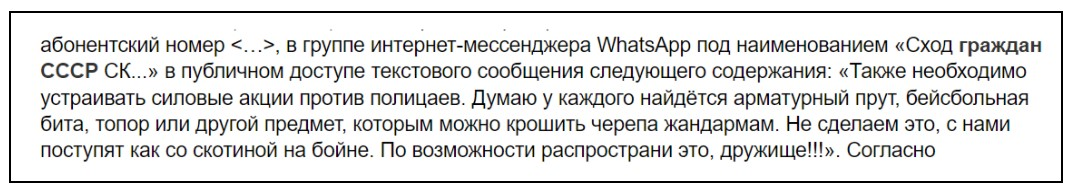 абонентский номер <…>, в группе интернет-мессенджера WhatsApp под наименованием «Сход граждан
СССР СК...» в публичном доступе текстового сообщения следующего содержания: «Также необходимо
устраивать силовые акции против полицаев. Думаю у каждого найдётся арматурный прут, бейсбольная
бита, топор или другой предмет, которым можно крошить черепа жандармам. Не сделаем это, с нами
поступят как со скотиной на бойне. По возможности распространи это, дружище!!!». Согласно